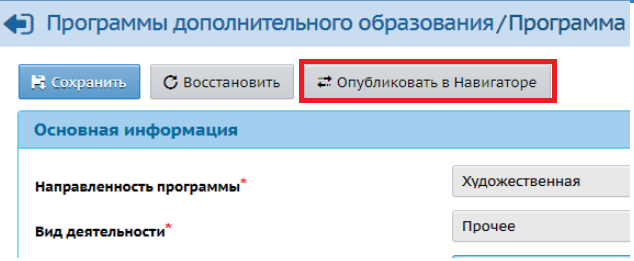 Программы дополнительного образования/Программа
Сохранить Восстановить Опубликовать в Навигаторе
Основная информация
Направленность программы* Художественная
Вид деятельности* Прочее